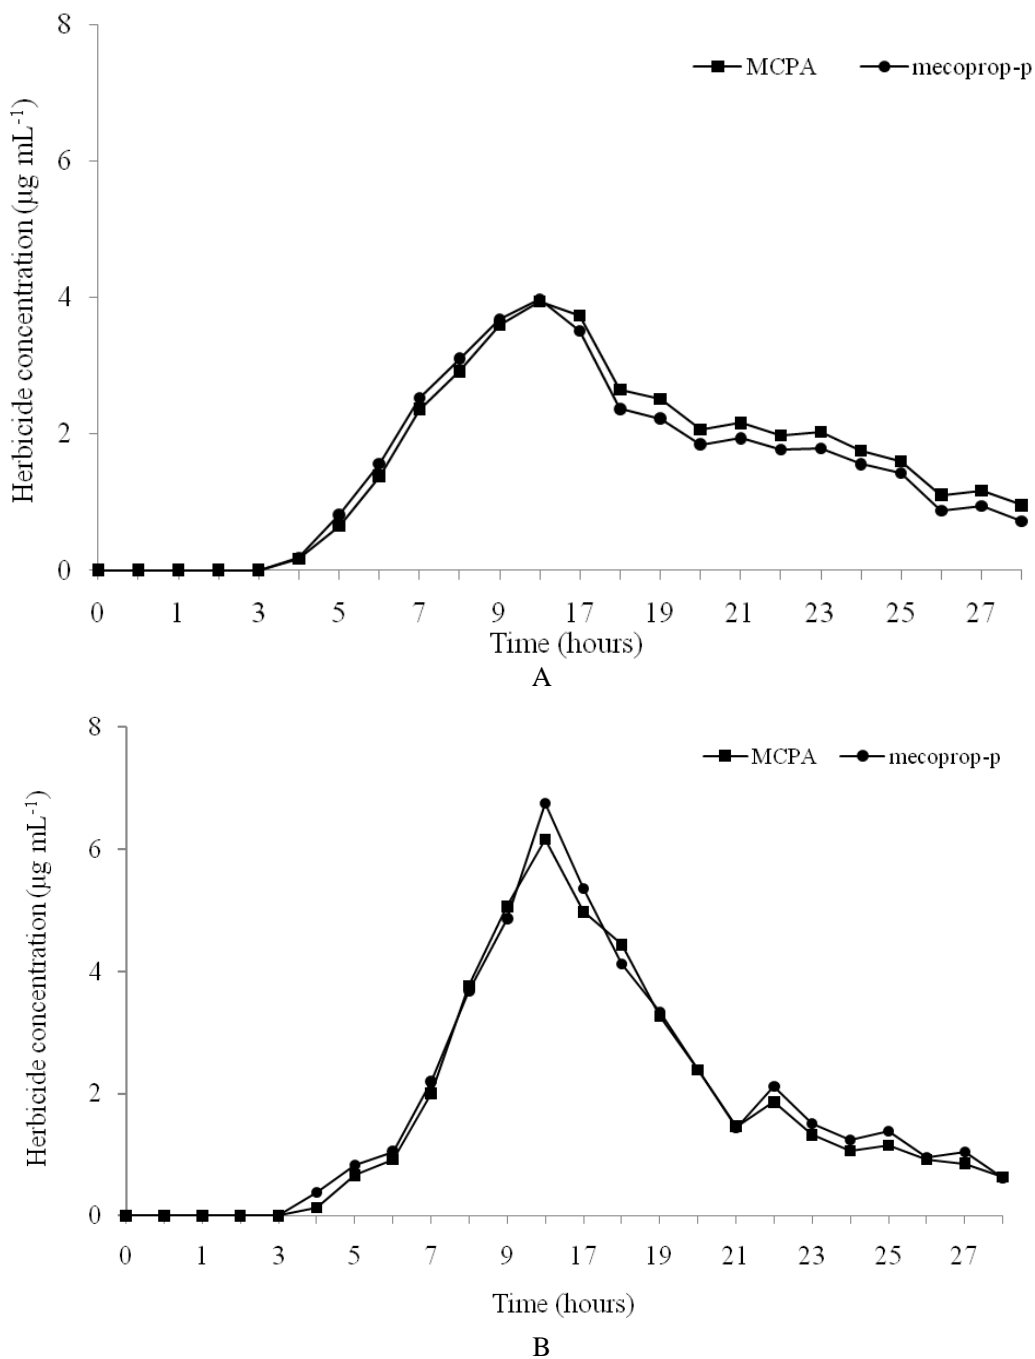 8
MCPA mecoprop-p
6
4
2
0
Herbicide concentration (µg mL-1)
0 1 3 5 7 9 17 19 21 23 25 27
Time (hours)
A
8
MCPA mecoprop-p
6
4
2
0
Herbicide concentration (µg mL-1)
0 1 3 5 7 9 17 19 21 23 25 27
Time (hours)
B